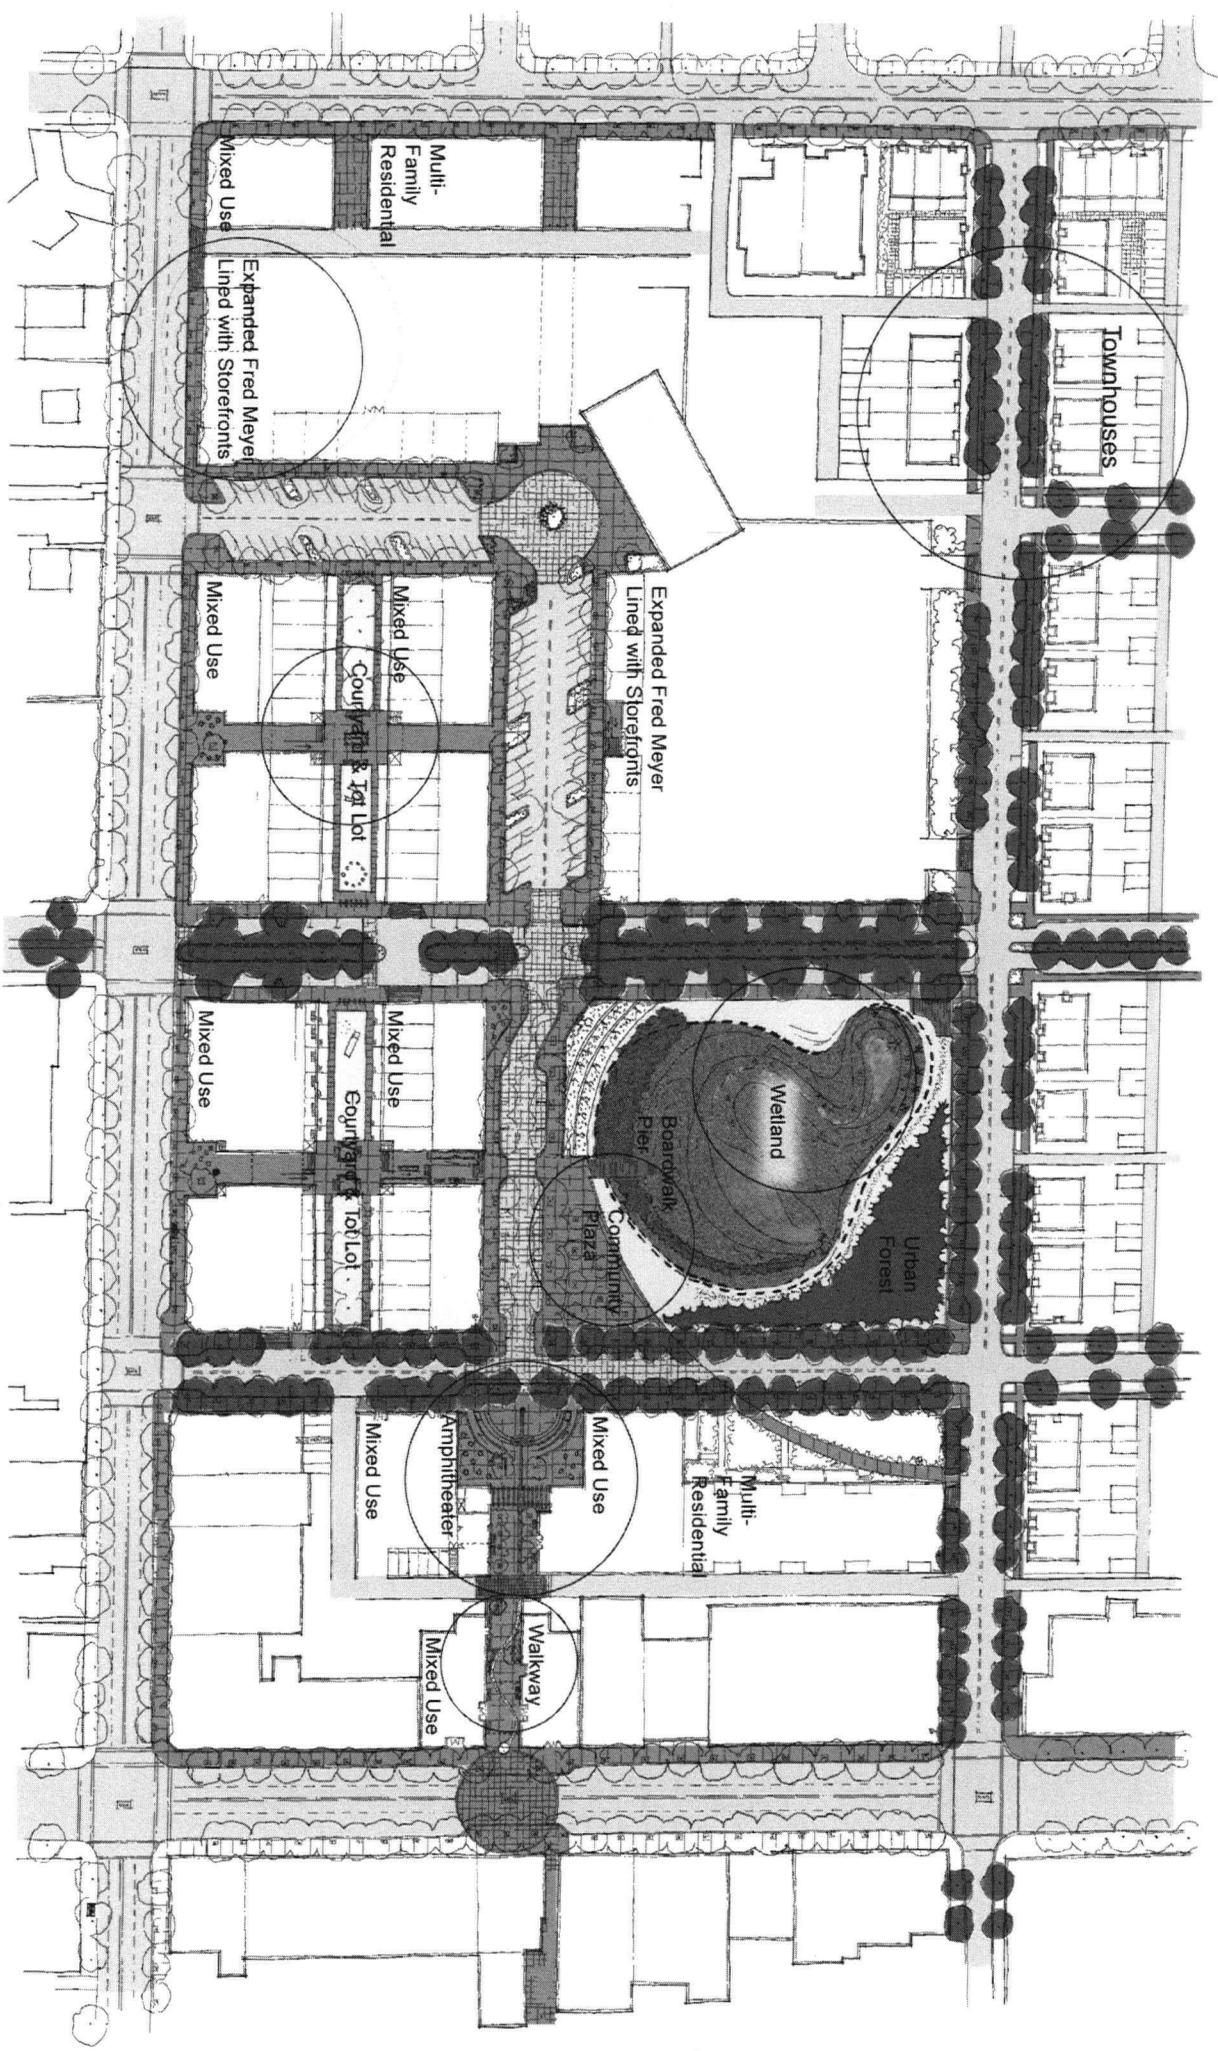 Townhouses
Multi-
Family
Residential
Mixed Use
Expanded Fred Meyer
Lined with Storefronts
Expanded Fred Meyer
Lined with Storefronts
Mixed Use
Courtyard & Tot Lot
Mixed Use
Wetland
Boardwalk
Pier
Urban
Forest
Community
Plaza
Mixed Use
Courtyard & Tot Lot
Mixed Use
Multi-
Family
Residential
Mixed Use
Amphitheater
Mixed Use
Walkway
Mixed Use